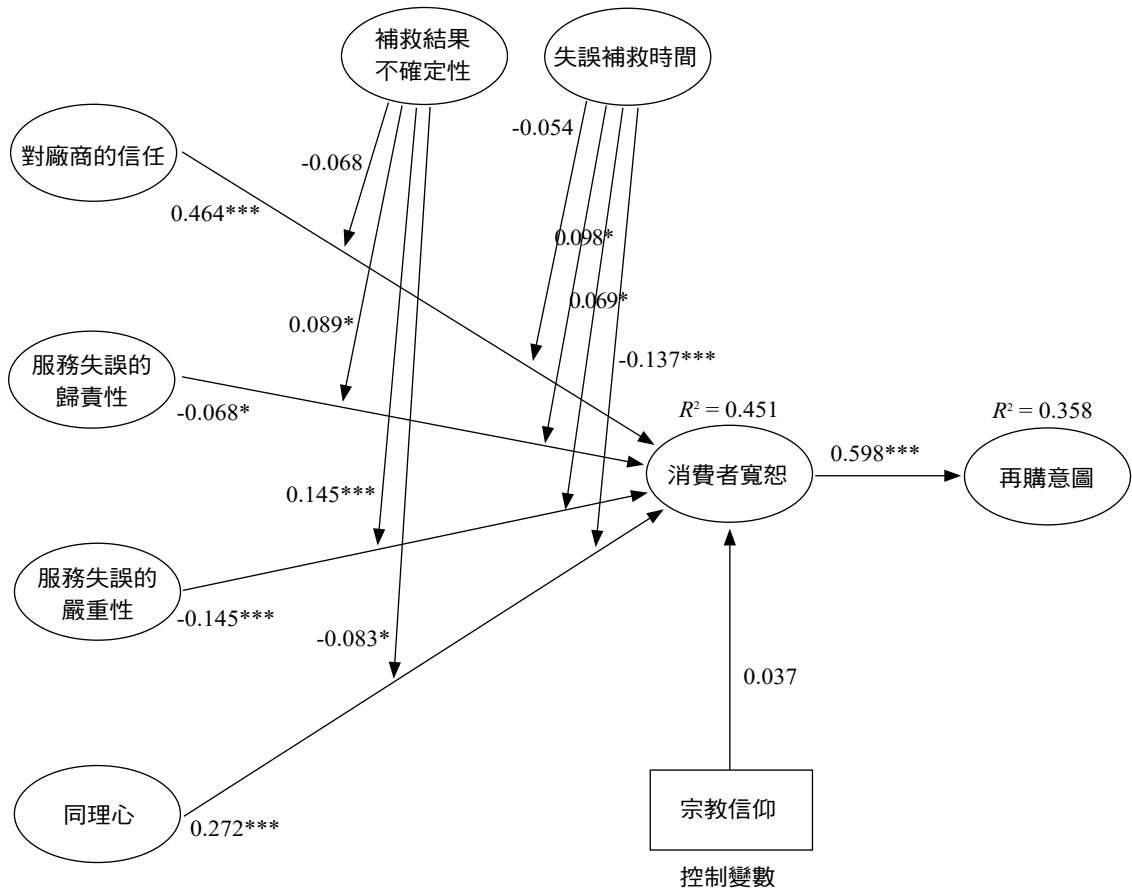 補救結果
不確定性
失誤補救時間
-0.054
對廠商的信任
-0.068
0.464***
0.098*
0.069*
0.089*
-0.137***
服務失誤的
歸責性
-0.068*
R² = 0.451
R² = 0.358
消費者寬恕
0.598***
再購意圖
0.145***
服務失誤的
嚴重性
-0.145***
-0.083*
0.037
同理心
0.272***
宗教信仰
控制變數